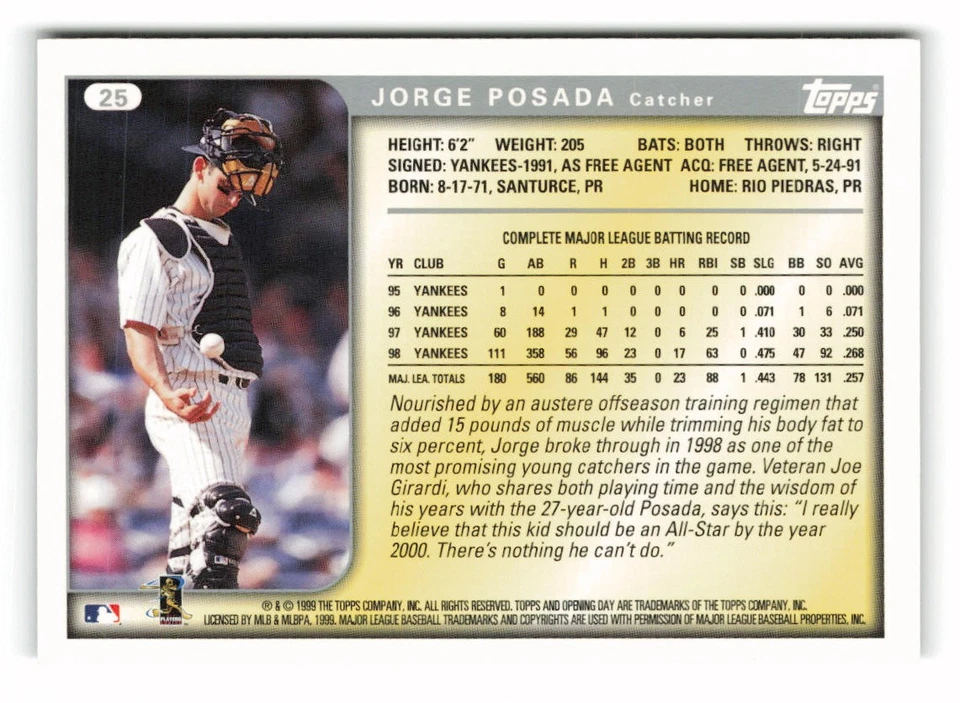 25
JORGE POSADA Catcher
Topps
HEIGHT: 6'2" WEIGHT: 205 BATS: BOTH THROWS: RIGHT
SIGNED: YANKEES-1991, AS FREE AGENT ACQ: FREE AGENT, 5-24-91
BORN: 8-17-71, SANTURCE, PR HOME: RIO PIEDRAS, PR
COMPLETE MAJOR LEAGUE BATTING RECORD
YR CLUB G AB R H 2B 3B HR RBI SB SLG BB SO AVG
95 YANKEES 1 0 0 0 0 0 0 0 0 .000 0 0 .000
96 YANKEES 8 14 1 1 0 0 0 0 0 .071 1 6 .071
97 YANKEES 60 188 29 47 12 0 6 25 1 .410 30 33 .250
98 YANKEES 111 358 56 96 23 0 17 63 0 .475 47 92 .268
MAJ. LEA. TOTALS 180 560 86 144 35 0 23 88 1 .443 78 131 .257
Nourished by an austere offseason training regimen that
added 15 pounds of muscle while trimming his body fat to
six percent, Jorge broke through in 1998 as one of the
most promising young catchers in the game. Veteran Joe
Girardi, who shares both playing time and the wisdom of
his years with the 27-year-old Posada, says this: "I really
believe that this kid should be an All-Star by the year
2000. There's nothing he can't do."
PLAYERS
® & © 1999 THE TOPPS COMPANY, INC. ALL RIGHTS RESERVED. TOPPS AND OPENING DAY ARE TRADEMARKS OF THE TOPPS COMPANY, INC.
LICENSED BY MLB & MLBPA, 1999. MAJOR LEAGUE BASEBALL TRADEMARKS AND COPYRIGHTS ARE USED WITH PERMISSION OF MAJOR LEAGUE BASEBALL PROPERTIES, INC.